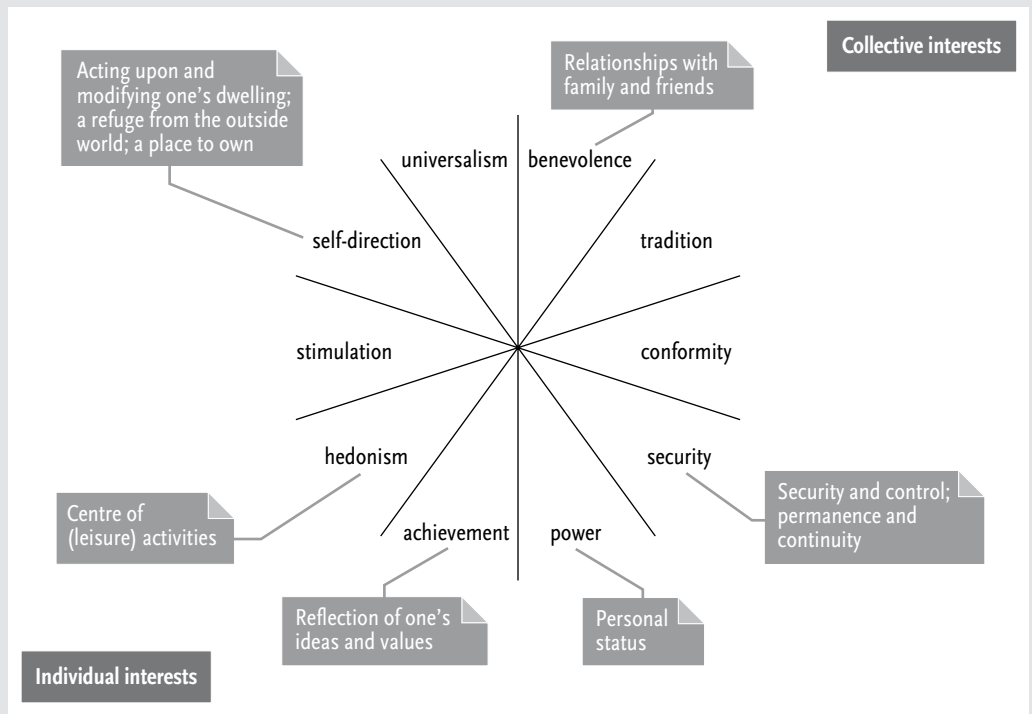 Collective interests
Acting upon and
modifying one's dwelling;
a refuge from the outside
world; a place to own
Relationships with
family and friends
universalism
benevolence
self-direction
tradition
stimulation
conformity
hedonism
security
Centre of
(leisure) activities
Security and control;
permanence and
continuity
achievement
power
Reflection of one's
ideas and values
Personal
status
Individual interests